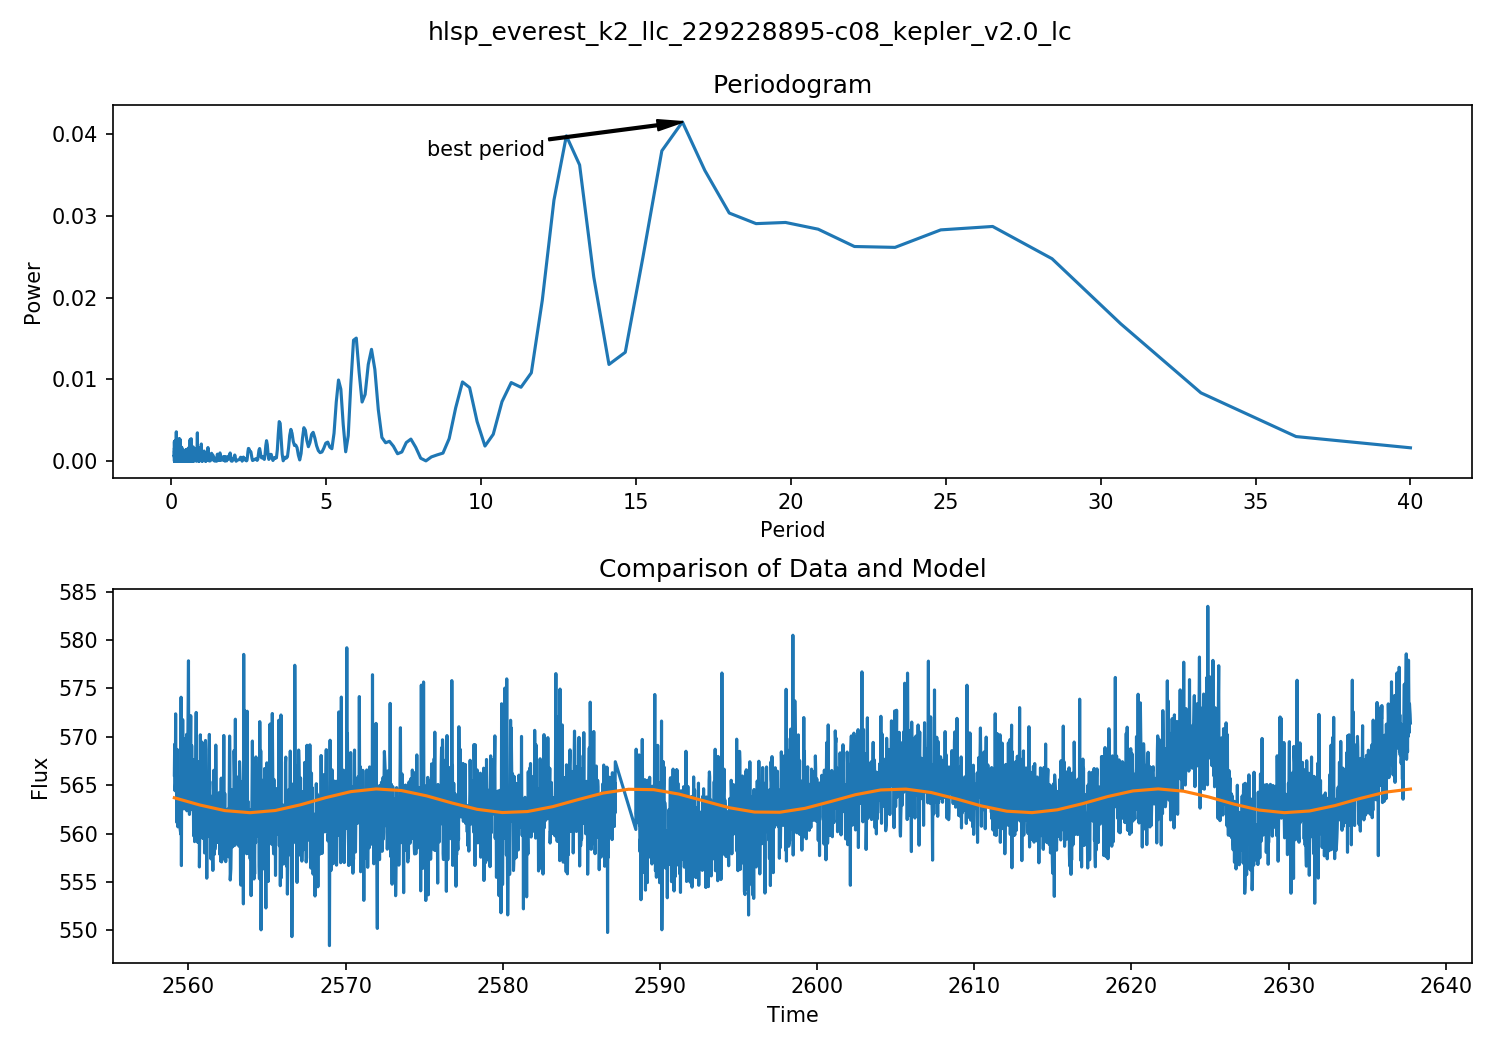 hlsp_everest_k2_llc_229228895-c08_kepler_v2.0_lc
Periodogram
0.04
0.03
0.02
0.01
0.00
Power
best period
0 5 10 15 20 25 30 35 40
Period
Comparison of Data and Model
585
580
575
570
565
560
555
550
Flux
2560 2570 2580 2590 2600 2610 2620 2630 2640
Time